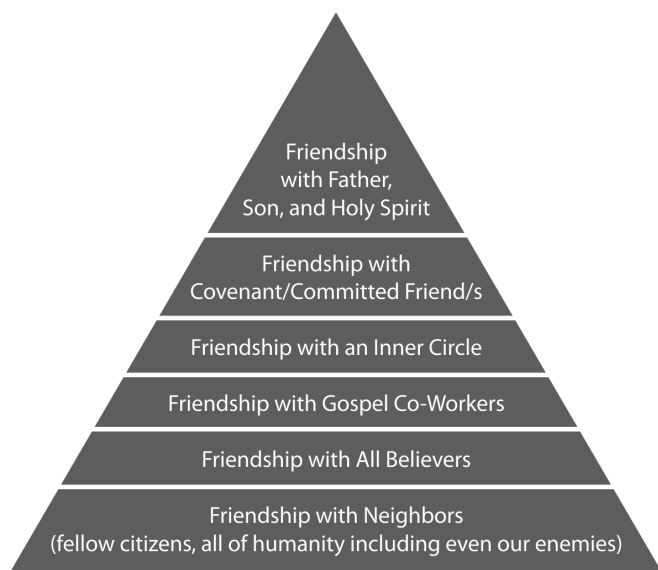 Friendship
with Father,
Son, and Holy Spirit
Friendship with
Covenant/Committed Friend/s
Friendship with an Inner Circle
Friendship with Gospel Co-Workers
Friendship with All Believers
Friendship with Neighbors
(fellow citizens, all of humanity including even our enemies)